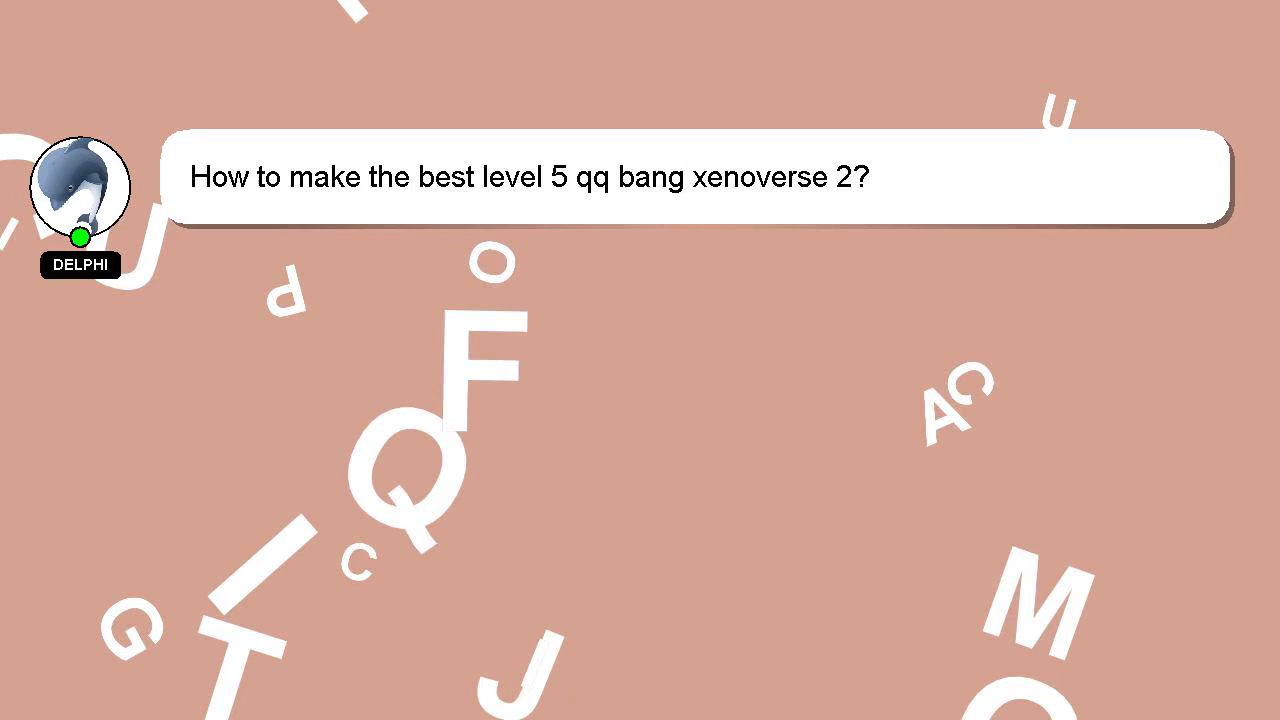 U
How to make the best level 5 qq bang xenoverse 2?
DELPHI
J
O
P
F
C
A
Q
I
C
M
G
T
J
O